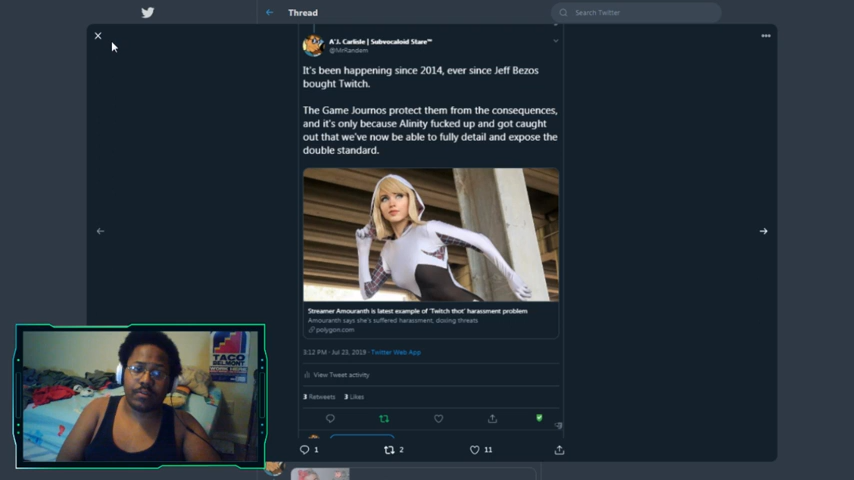 Thread
Search Twitter
A'J. Carlisle | Subvocaloid Stare™
@MrRandem
It's been happening since 2014, ever since Jeff Bezos
bought Twitch.
The Game Journos protect them from the consequences,
and it's only because Alinity fucked up and got caught
out that we've now be able to fully detail and expose the
double standard.
Streamer Amouranth is latest example of 'Twitch thot' harassment problem
Amouranth says she's suffered harassment, doxing threats
polygon.com
3:12 PM · Jul 23, 2019 · Twitter Web App
View Tweet activity
3 Retweets 3 Likes
1 2 11
TACO
BELMONT